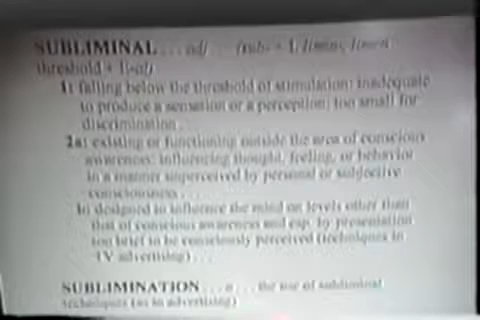 SUBLIMINAL ... adj ... (sub- + L limin-, limen
threshold + E-al)
1: falling below the threshold of stimulation: inadequate
to produce a sensation or a perception: too small for
discrimination ...
2a: existing or functioning outside the area of conscious
awareness: influencing thought, feeling, or behavior
in a manner unperceived by personal or subjective
consciousness ...
b: designed to influence the mind on levels other than
that of conscious awareness and esp. by presentation
too brief to be consciously perceived (techniques in
TV advertising) ...
SUBLIMINATION ... n ... the use of subliminal
techniques (as in advertising)